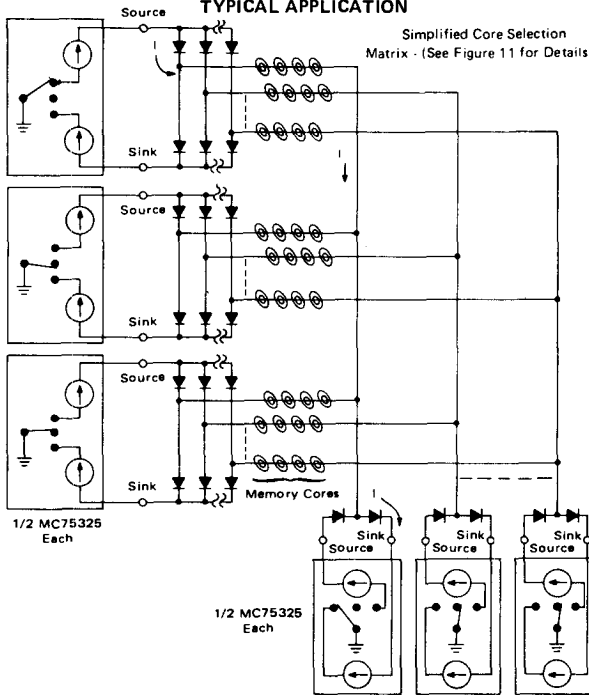 TYPICAL APPLICATION
Simplified Core Selection
Matrix - (See Figure 11 for Details
Source
I
Sink
I
Source
Sink
Source
Sink
Memory Cores
I
1/2 MC75325
Each
Source
Sink
Source
Sink
Source
Sink
1/2 MC75325
Each